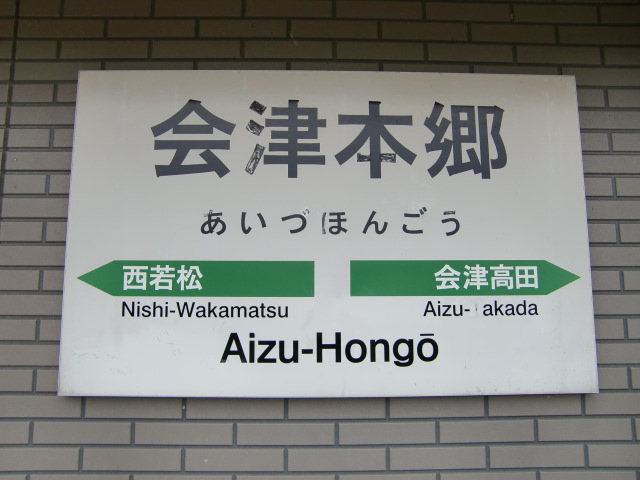 会津本郷
あいづほんごう
西若松
会津高田
Nishi-Wakamatsu
Aizu- akada
Aizu-Hongō